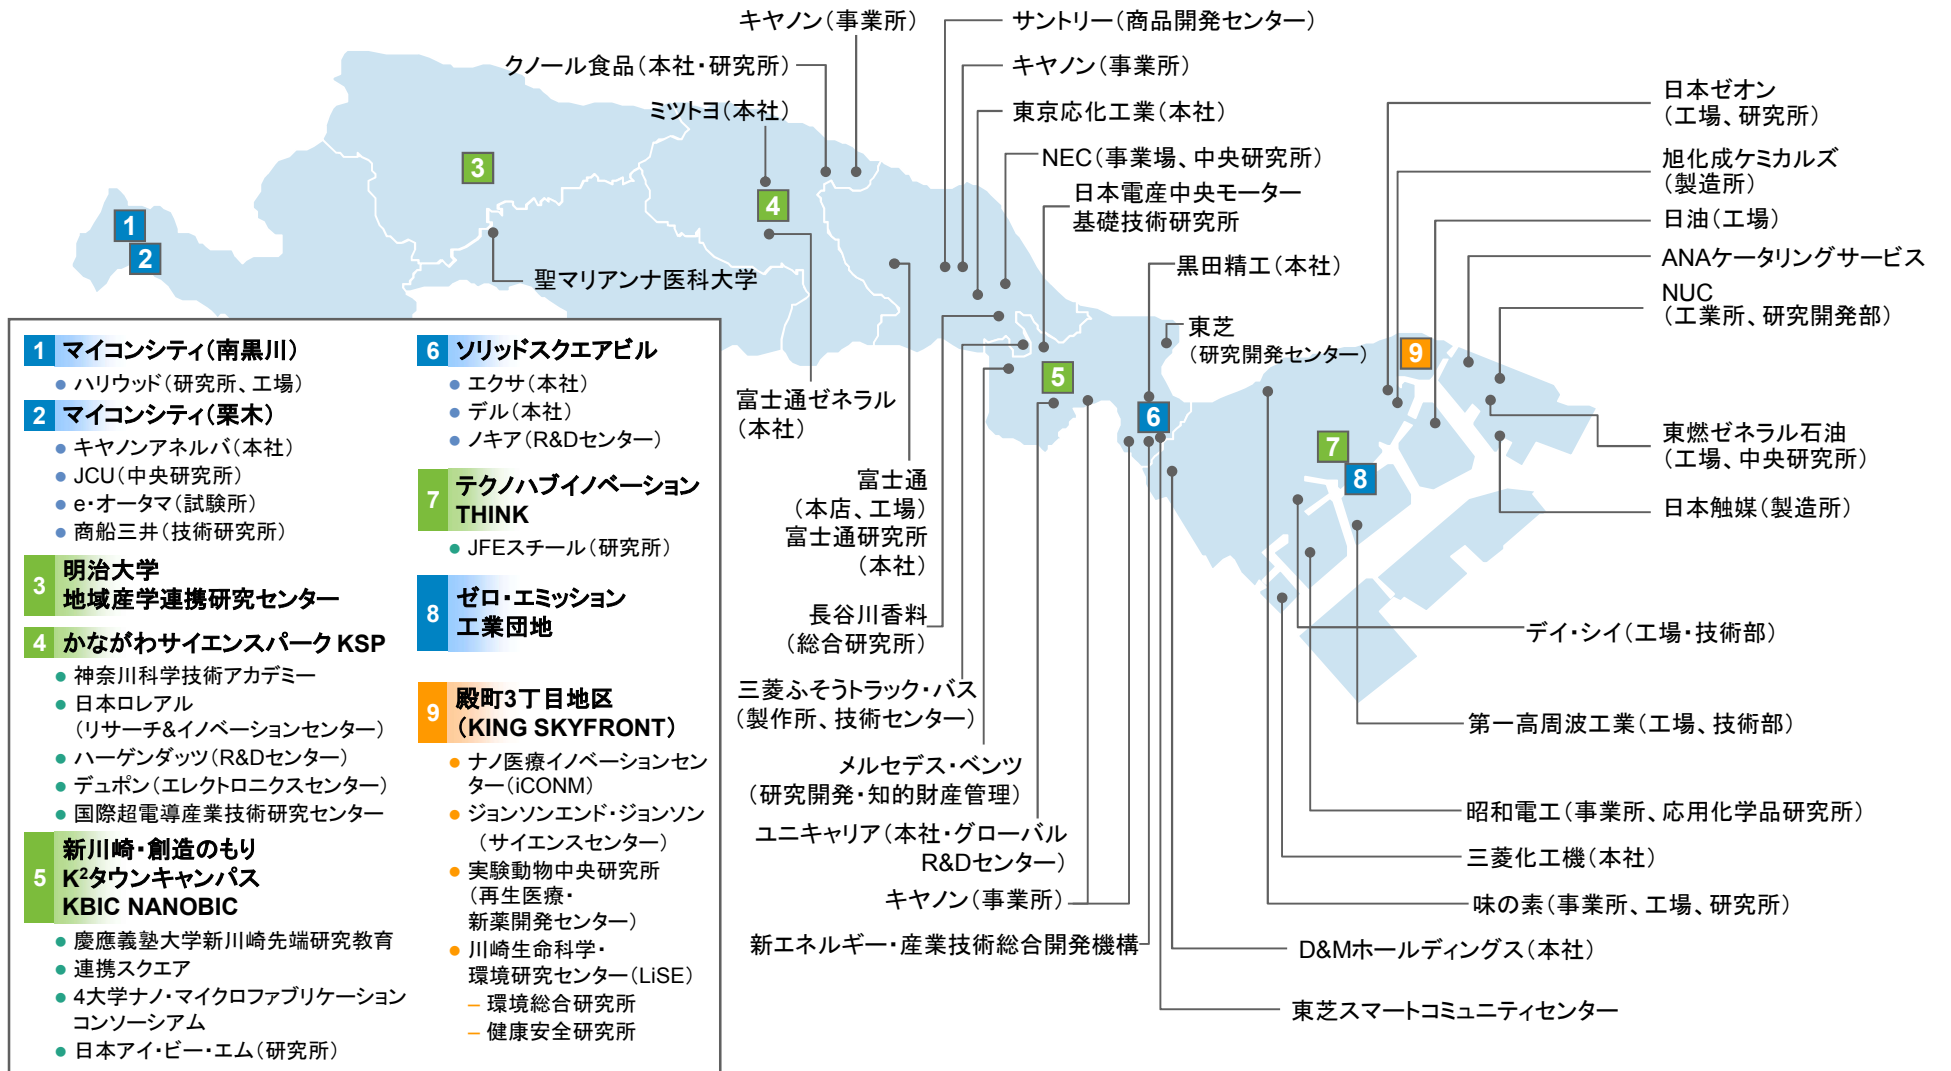 キヤノン(事業所)
クノール食品(本社・研究所)
ミツトヨ(本社)
サントリー(商品開発センター)
キヤノン(事業所)
東京応化工業(本社)
NEC(事業場、中央研究所)
日本電産中央モーター
基礎技術研究所
黒田精工(本社)
東芝
(研究開発センター)
日本ゼオン
(工場、研究所)
旭化成ケミカルズ
(製造所)
日油(工場)
ANAケータリングサービス
NUC
(工業所、研究開発部)
東燃ゼネラル石油
(工場、中央研究所)
日本触媒(製造所)
デイ・シイ(工場・技術部)
第一高周波工業(工場、技術部)
昭和電工(事業所、応用化学品研究所)
三菱化工機(本社)
味の素(事業所、工場、研究所)
D&Mホールディングス(本社)
東芝スマートコミュニティセンター
聖マリアンナ医科大学
富士通ゼネラル
(本社)
富士通
(本店、工場)
富士通研究所
(本社)
長谷川香料
(総合研究所)
三菱ふそうトラック・バス
(製作所、技術センター)
メルセデス・ベンツ
(研究開発・知的財産管理)
ユニキャリア(本社・グローバル
R&Dセンター)
キヤノン(事業所)
新エネルギー・産業技術総合開発機構
1
2
3
4
5
6
7
8
9
1 マイコンシティ(南黒川)
● ハリウッド(研究所、工場)
2 マイコンシティ(栗木)
● キヤノンアネルバ(本社)
● JCU(中央研究所)
● e・オータマ(試験所)
● 商船三井(技術研究所)
3 明治大学
地域産学連携研究センター
4 かながわサイエンスパーク KSP
● 神奈川科学技術アカデミー
● 日本ロレアル
(リサーチ&イノベーションセンター)
● ハーゲンダッツ(R&Dセンター)
● デュポン(エレクトロニクスセンター)
● 国際超電導産業技術研究センター
5 新川崎・創造のもり
K²タウンキャンパス
KBIC NANOBIC
● 慶應義塾大学新川崎先端研究教育
● 連携スクエア
● 4大学ナノ・マイクロファブリケーション
コンソーシアム
● 日本アイ・ビー・エム(研究所)
6 ソリッドスクエアビル
● エクサ(本社)
● デル(本社)
● ノキア(R&Dセンター)
7 テクノハブイノベーション
THINK
● JFEスチール(研究所)
8 ゼロ・エミッション
工業団地
9 殿町3丁目地区
(KING SKYFRONT)
● ナノ医療イノベーションセン
ター(iCONM)
● ジョンソンエンド・ジョンソン
(サイエンスセンター)
● 実験動物中央研究所
(再生医療・
新薬開発センター)
● 川崎生命科学・
環境研究センター(LiSE)
– 環境総合研究所
– 健康安全研究所